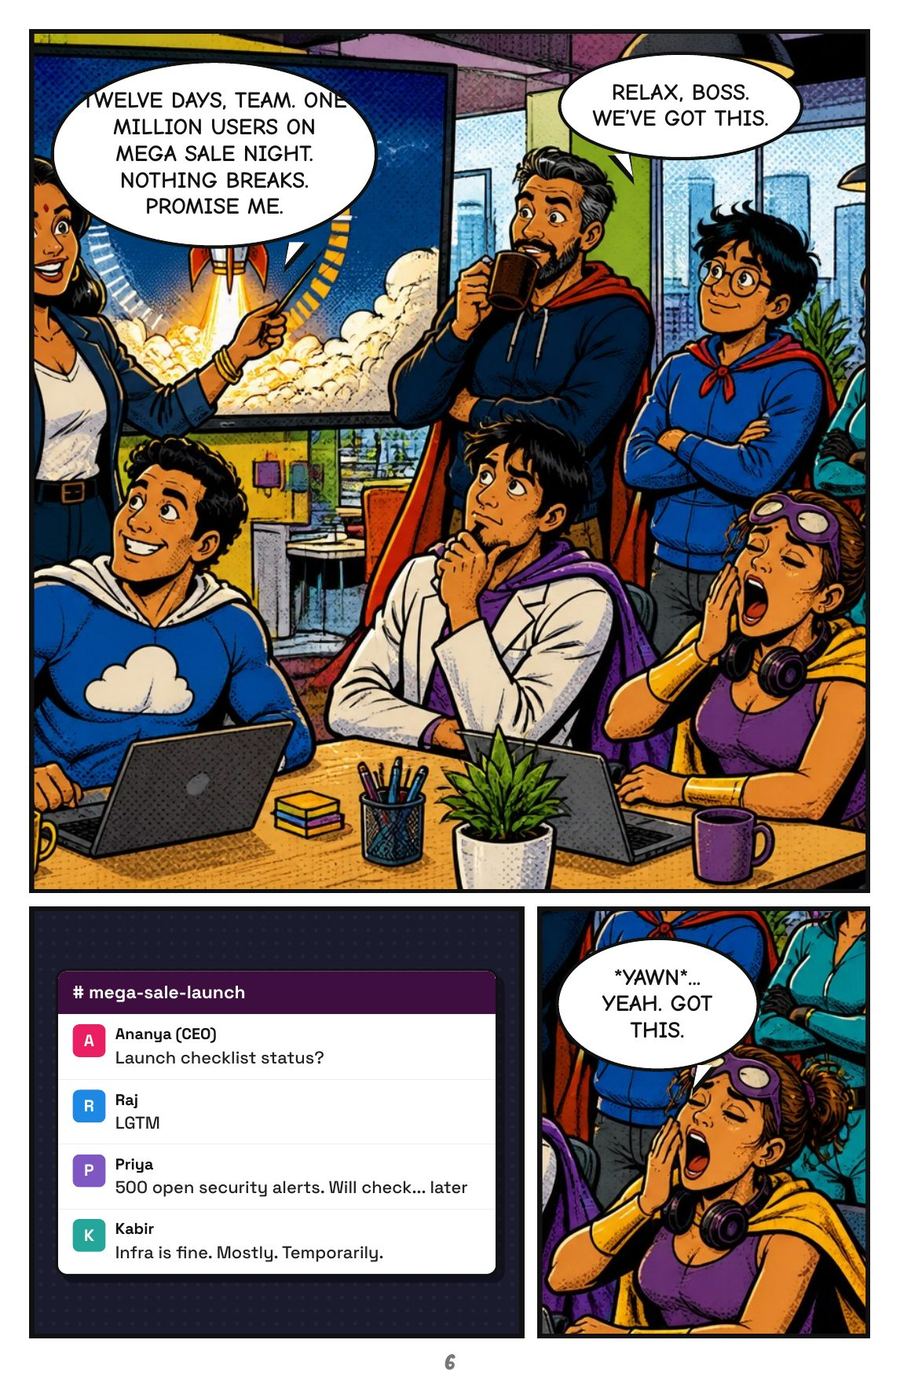 TWELVE DAYS, TEAM. ONE
MILLION USERS ON
MEGA SALE NIGHT.
NOTHING BREAKS.
PROMISE ME.
RELAX, BOSS.
WE'VE GOT THIS.
# mega-sale-launch
A
Ananya (CEO)
Launch checklist status?
R
Raj
LGTM
P
Priya
500 open security alerts. Will check... later
K
Kabir
Infra is fine. Mostly. Temporarily.
*YAWN*...
YEAH. GOT
THIS.
6